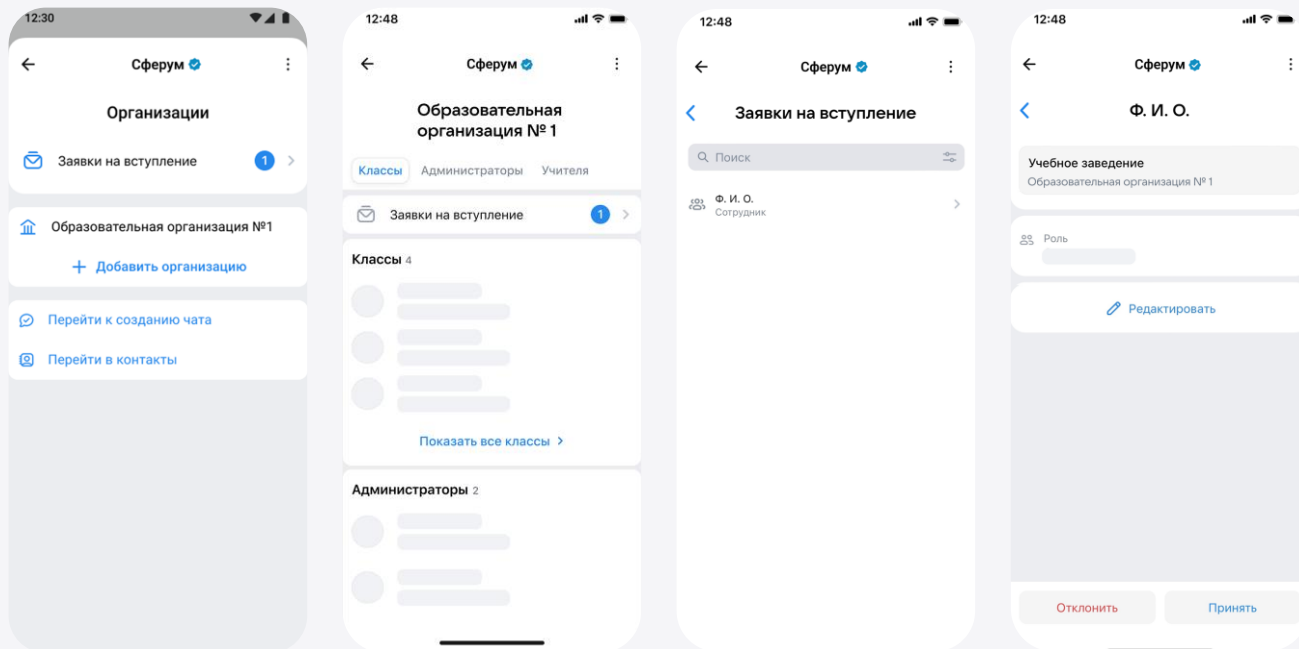 12:30
Сферум
Организации
Заявки на вступление 1
Образовательная организация №1
+ Добавить организацию
Перейти к созданию чата
Перейти в контакты
12:48
Сферум
Образовательная
организация № 1
Классы Администраторы Учителя
Заявки на вступление 1
Классы 4
Показать все классы
Администраторы 2
12:48
Сферум
Заявки на вступление
Поиск
Ф. И. О.
Сотрудник
12:48
Сферум
Ф. И. О.
Учебное заведение
Образовательная организация № 1
Роль
Редактировать
Отклонить Принять